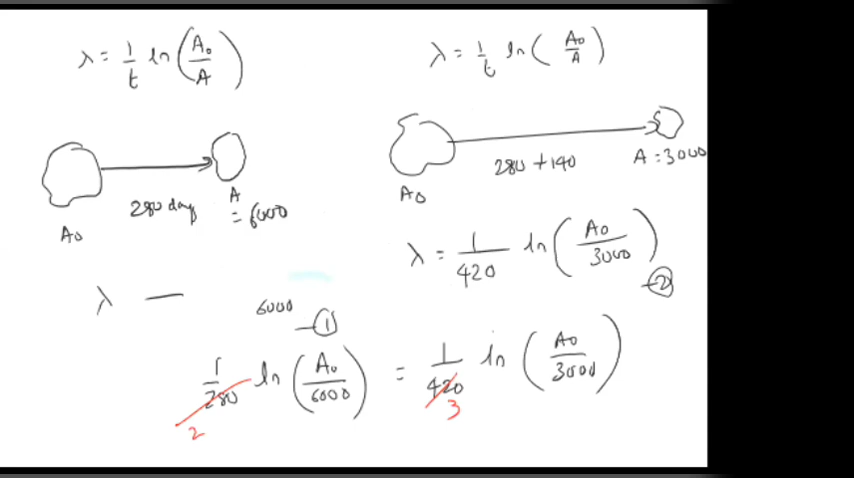 λ = 1/t ln(A₀/A)
λ = 1/t ln(A₀/A)
280 day
A₀
A = 6000
280 + 140
A₀
A = 3000
λ = 1/420 ln(A₀/3000) —②
λ —
6000 —①
1/280 ln(A₀/6000) = 1/420 ln(A₀/3000)
2
3